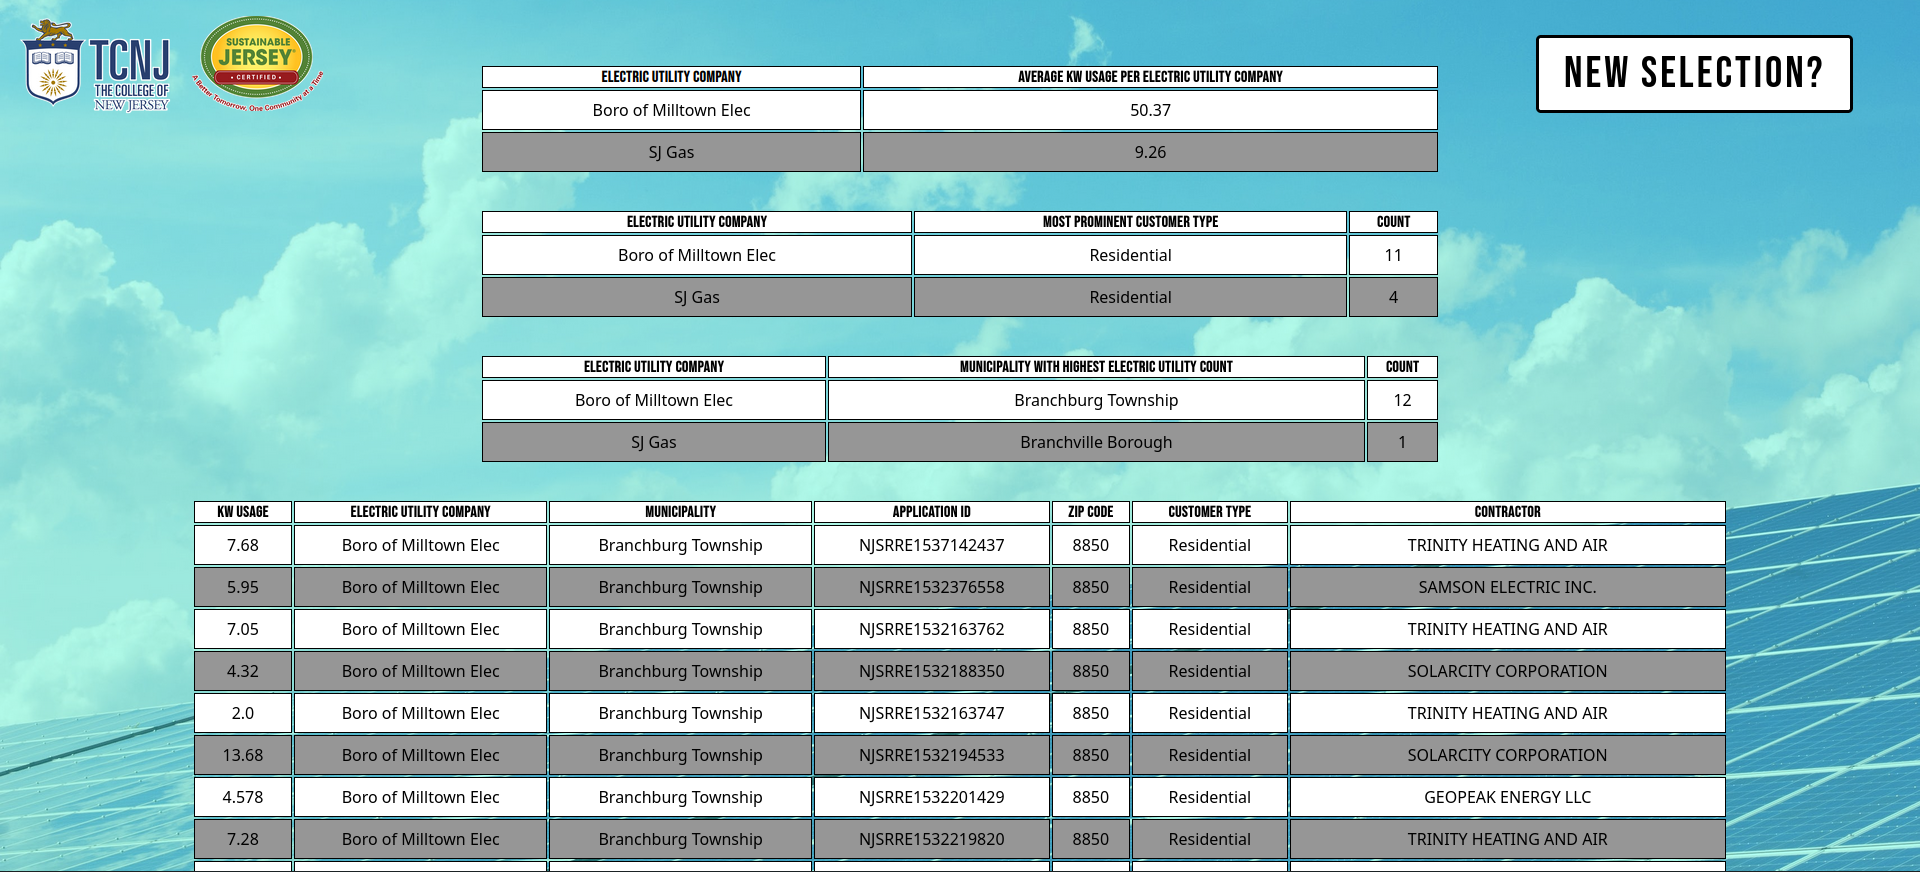 TCNJ
THE COLLEGE OF
NEW JERSEY
SUSTAINABLE
JERSEY
• CERTIFIED •
A Better Tomorrow, One Community at a Time
NEW SELECTION?
ELECTRIC UTILITY COMPANY AVERAGE KW USAGE PER ELECTRIC UTILITY COMPANY
Boro of Milltown Elec 50.37
SJ Gas 9.26
ELECTRIC UTILITY COMPANY MOST PROMINENT CUSTOMER TYPE COUNT
Boro of Milltown Elec Residential 11
SJ Gas Residential 4
ELECTRIC UTILITY COMPANY MUNICIPALITY WITH HIGHEST ELECTRIC UTILITY COUNT COUNT
Boro of Milltown Elec Branchburg Township 12
SJ Gas Branchville Borough 1
KW USAGE ELECTRIC UTILITY COMPANY MUNICIPALITY APPLICATION ID ZIP CODE CUSTOMER TYPE CONTRACTOR
7.68 Boro of Milltown Elec Branchburg Township NJSRRE1537142437 8850 Residential TRINITY HEATING AND AIR
5.95 Boro of Milltown Elec Branchburg Township NJSRRE1532376558 8850 Residential SAMSON ELECTRIC INC.
7.05 Boro of Milltown Elec Branchburg Township NJSRRE1532163762 8850 Residential TRINITY HEATING AND AIR
4.32 Boro of Milltown Elec Branchburg Township NJSRRE1532188350 8850 Residential SOLARCITY CORPORATION
2.0 Boro of Milltown Elec Branchburg Township NJSRRE1532163747 8850 Residential TRINITY HEATING AND AIR
13.68 Boro of Milltown Elec Branchburg Township NJSRRE1532194533 8850 Residential SOLARCITY CORPORATION
4.578 Boro of Milltown Elec Branchburg Township NJSRRE1532201429 8850 Residential GEOPEAK ENERGY LLC
7.28 Boro of Milltown Elec Branchburg Township NJSRRE1532219820 8850 Residential TRINITY HEATING AND AIR